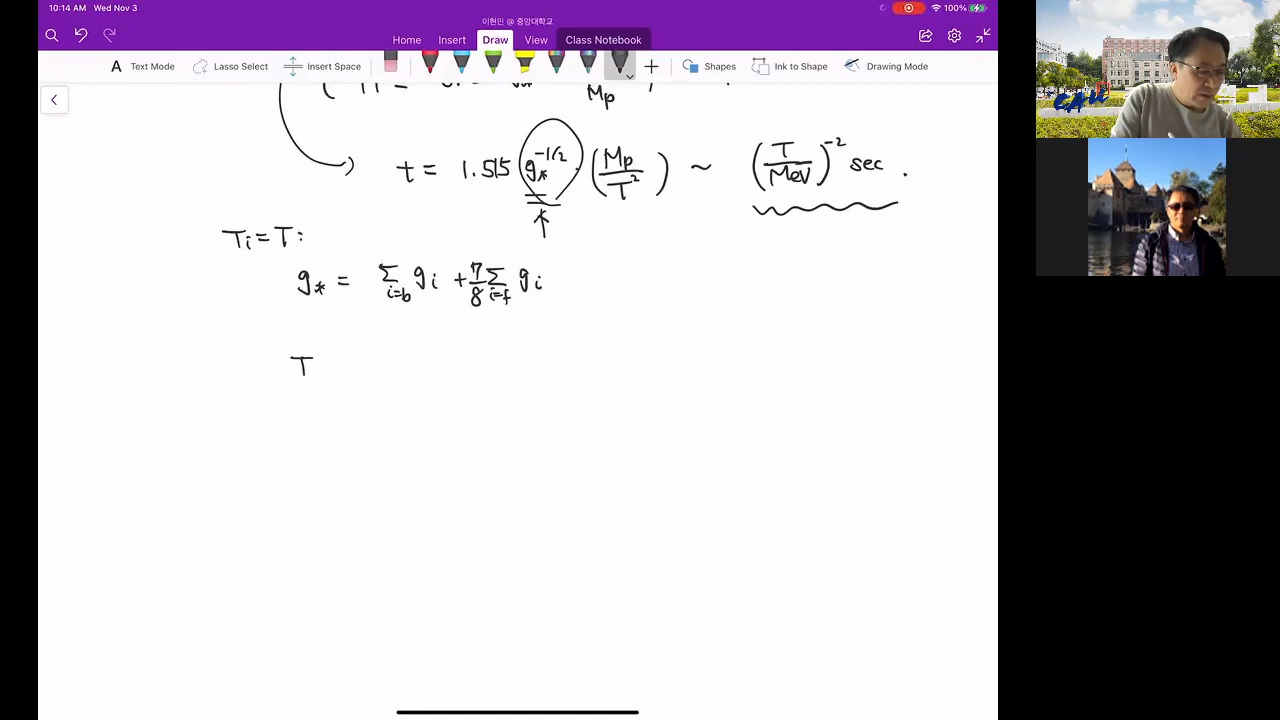 10:14 AM Wed Nov 3
100%
이현민 @ 중앙대학교
Home Insert Draw View Class Notebook
A Text Mode Lasso Select Insert Space Shapes Ink to Shape Drawing Mode
Mp
t = 1.515 g*^{-1/2} · (Mp/T²) ~ (T/MeV)^{-2} sec.
Ti = T:
g* = Σ_{i=b} gi + 7/8 Σ_{i=f} gi
T
CAU